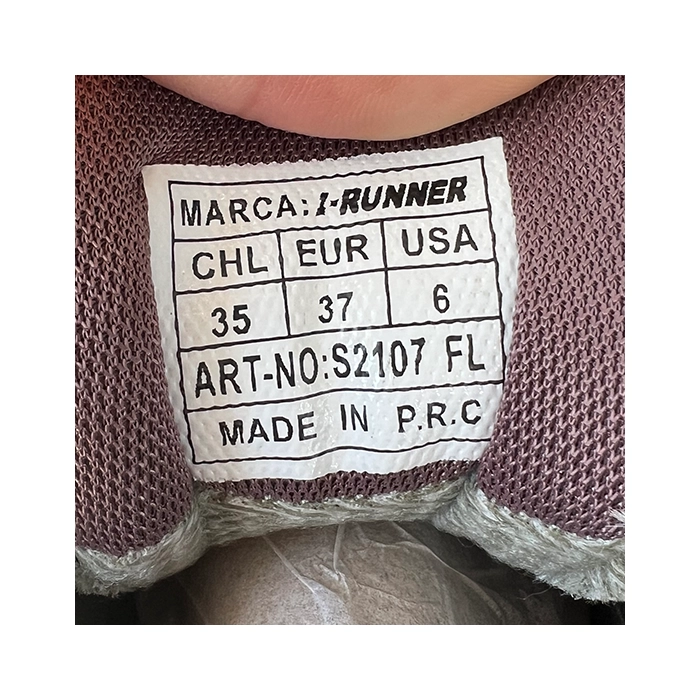 MARCA: I-RUNNER
CHL EUR USA
35 37 6
ART-NO:S2107 FL
MADE IN P.R.C